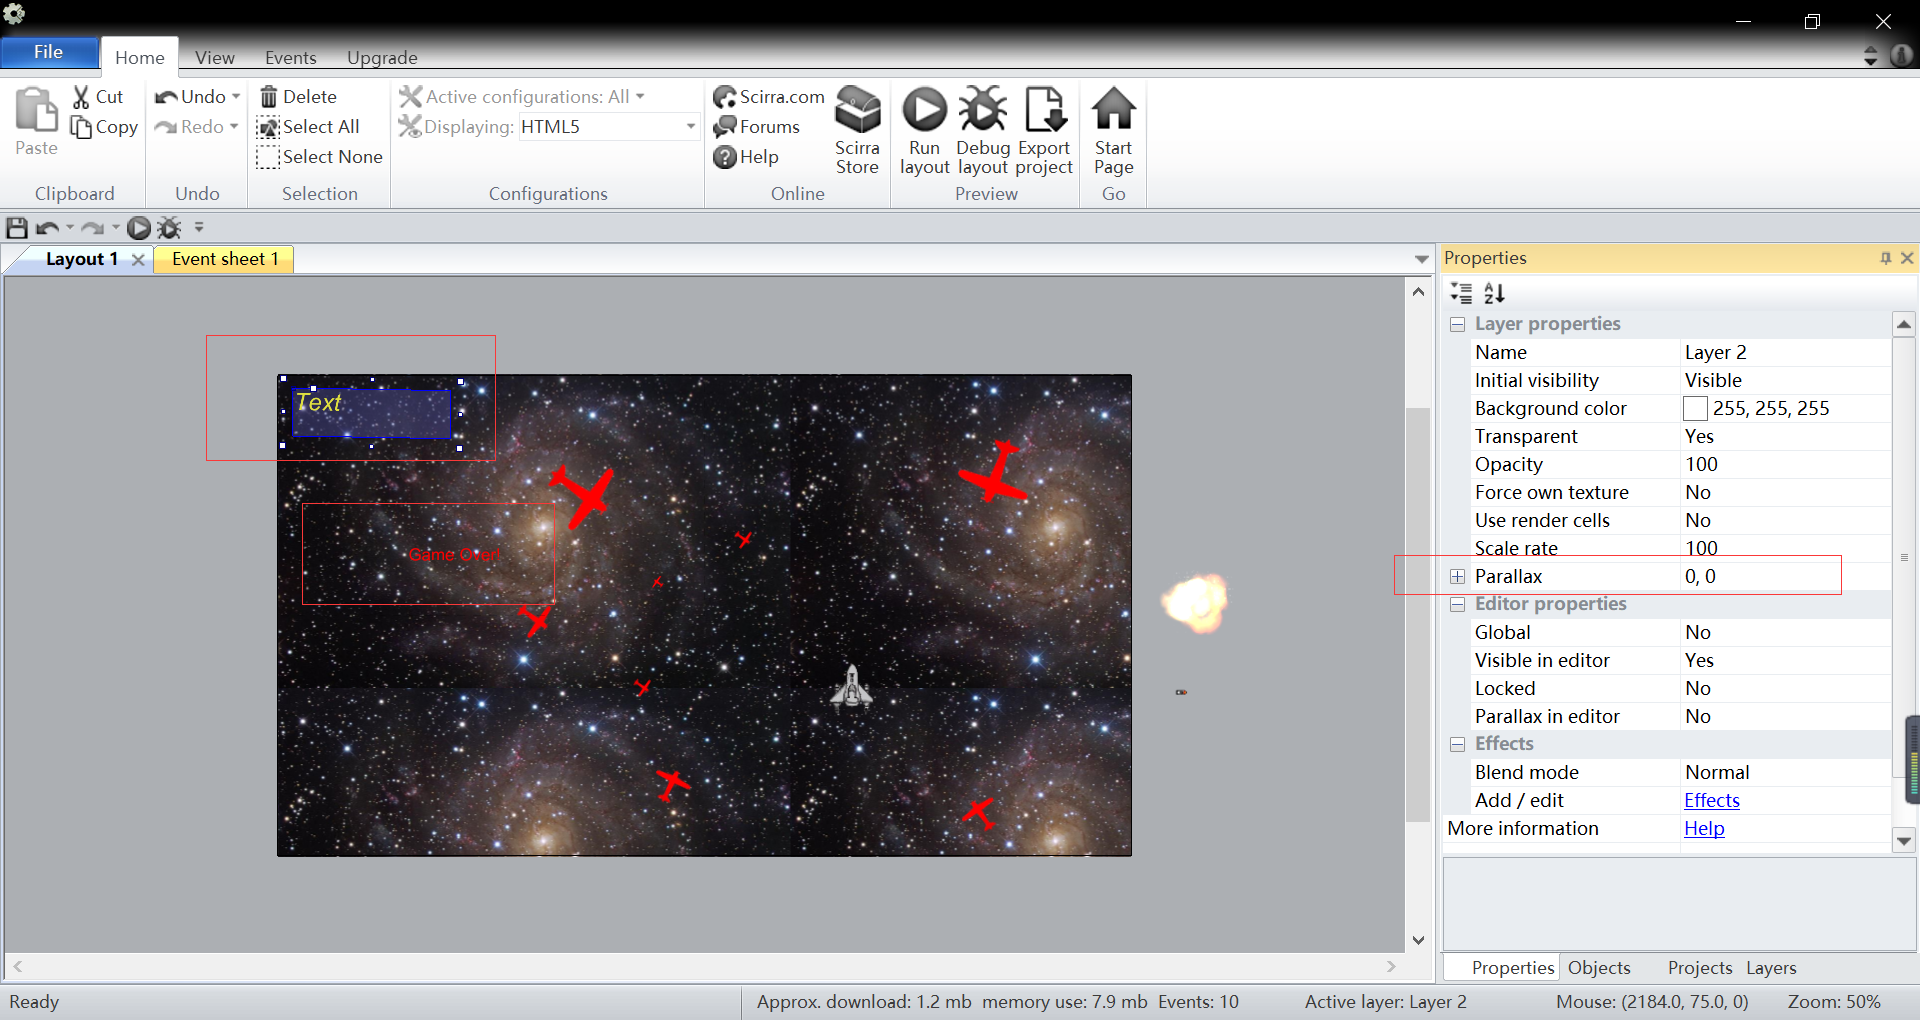 File Home View Events Upgrade
Paste Cut Copy Undo Redo Delete Select All Select None
Active configurations: All
Displaying: HTML5
Scirra.com Forums Help
Scirra Store
Run layout Debug layout Export project Start Page
Clipboard Undo Selection Configurations Online Preview Go
Layout 1 Event sheet 1
Text
Game Over!
Properties
Layer properties
Name Layer 2
Initial visibility Visible
Background color 255, 255, 255
Transparent Yes
Opacity 100
Force own texture No
Use render cells No
Scale rate 100
Parallax 0, 0
Editor properties
Global No
Visible in editor Yes
Locked No
Parallax in editor No
Effects
Blend mode Normal
Add / edit Effects
More information Help
Properties Objects Projects Layers
Ready Approx. download: 1.2 mb memory use: 7.9 mb Events: 10 Active layer: Layer 2 Mouse: (2184.0, 75.0, 0) Zoom: 50%